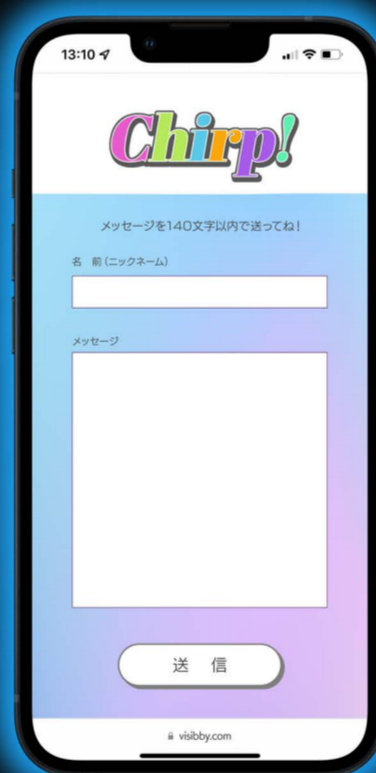 13:10
Chirp!
メッセージを140文字以内で送ってね!
名　前(ニックネーム)
メッセージ
送　信
visibby.com